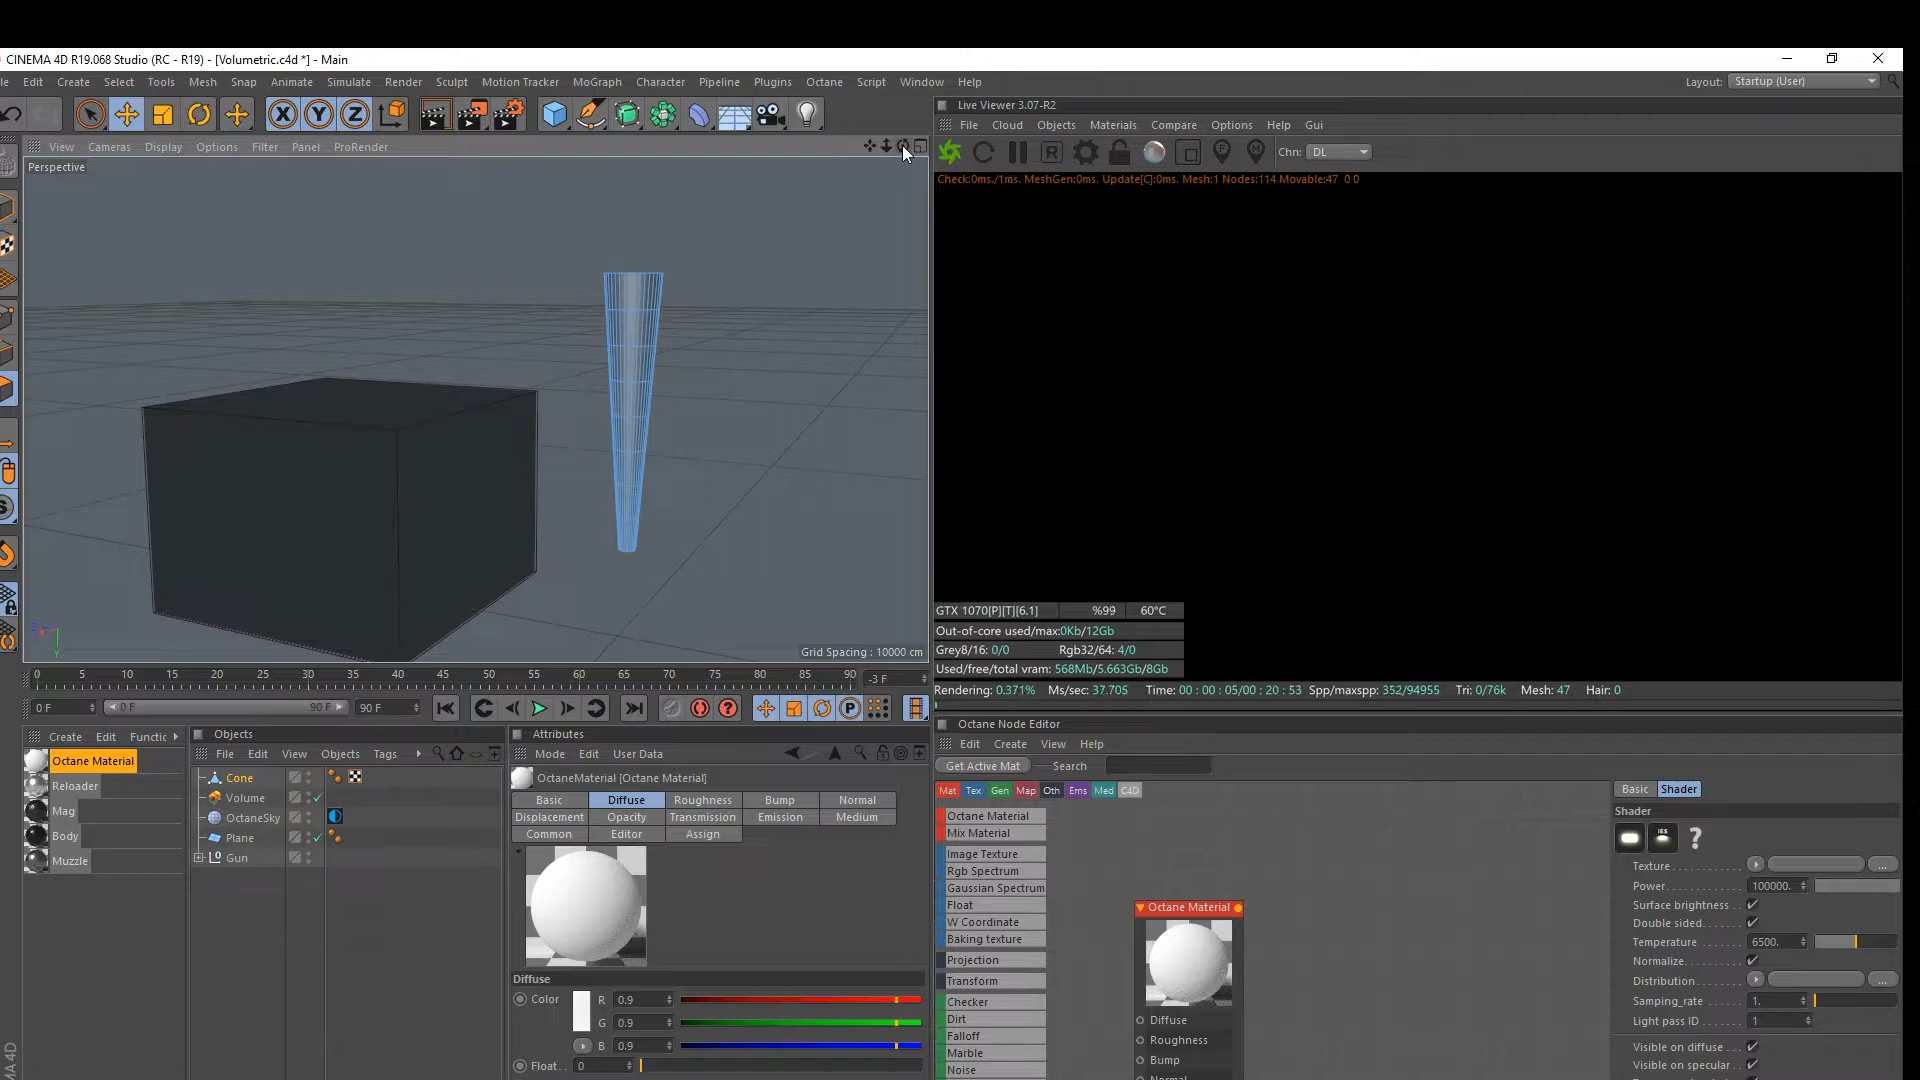 CINEMA 4D R19.068 Studio (RC - R19) - [Volumetric.c4d *] - Main
le Edit Create Select Tools Mesh Snap Animate Simulate Render Sculpt Motion Tracker MoGraph Character Pipeline Plugins Octane Script Window Help
Layout: Startup (User)
X Y Z
Live Viewer 3.07-R2
File Cloud Objects Materials Compare Options Help Gui
R Chn: DL
Check:0ms./1ms. MeshGen:0ms. Update[C]:0ms. Mesh:1 Nodes:114 Movable:47 0 0
View Cameras Display Options Filter Panel ProRender
Perspective
Grid Spacing : 10000 cm
Y
GTX 1070[P][T][6.1] %99 60°C
Out-of-core used/max:0Kb/12Gb
Grey8/16: 0/0 Rgb32/64: 4/0
Used/free/total vram: 568Mb/5.663Gb/8Gb
Rendering: 0.371% Ms/sec: 37.705 Time: 00 : 00 : 05/00 : 20 : 53 Spp/maxspp: 352/94955 Tri: 0/76k Mesh: 47 Hair: 0
0 5 10 15 20 25 30 35 40 45 50 55 60 65 70 75 80 85 90 -3 F
0 F 0 F 90 F 90 F
Create Edit Functic
Octane Material
Reloader
Mag
Body
Muzzle
Objects
File Edit View Objects Tags
Cone
Volume
OctaneSky
Plane
Gun
Attributes
Mode Edit User Data
OctaneMaterial [Octane Material]
Basic Diffuse Roughness Bump Normal
Displacement Opacity Transmission Emission Medium
Common Editor Assign
Diffuse
Color R 0.9
G 0.9
B 0.9
Float. . 0
Octane Node Editor
Edit Create View Help
Get Active Mat Search
Mat Tex Gen Map Oth Ems Med C4D
Octane Material
Mix Material
Image Texture
Rgb Spectrum
Gaussian Spectrum
Float
W Coordinate
Baking texture
Projection
Transform
Checker
Dirt
Falloff
Marble
Noise
Octane Material
Diffuse
Roughness
Bump
Normal
Basic Shader
Shader
IES ?
Texture ...
Power 100000.
Surface brightness
Double sided
Temperature 6500.
Normalize
Distribution ...
Samping_rate 1.
Light pass ID 1
Visible on diffuse
Visible on specular
MA 4D